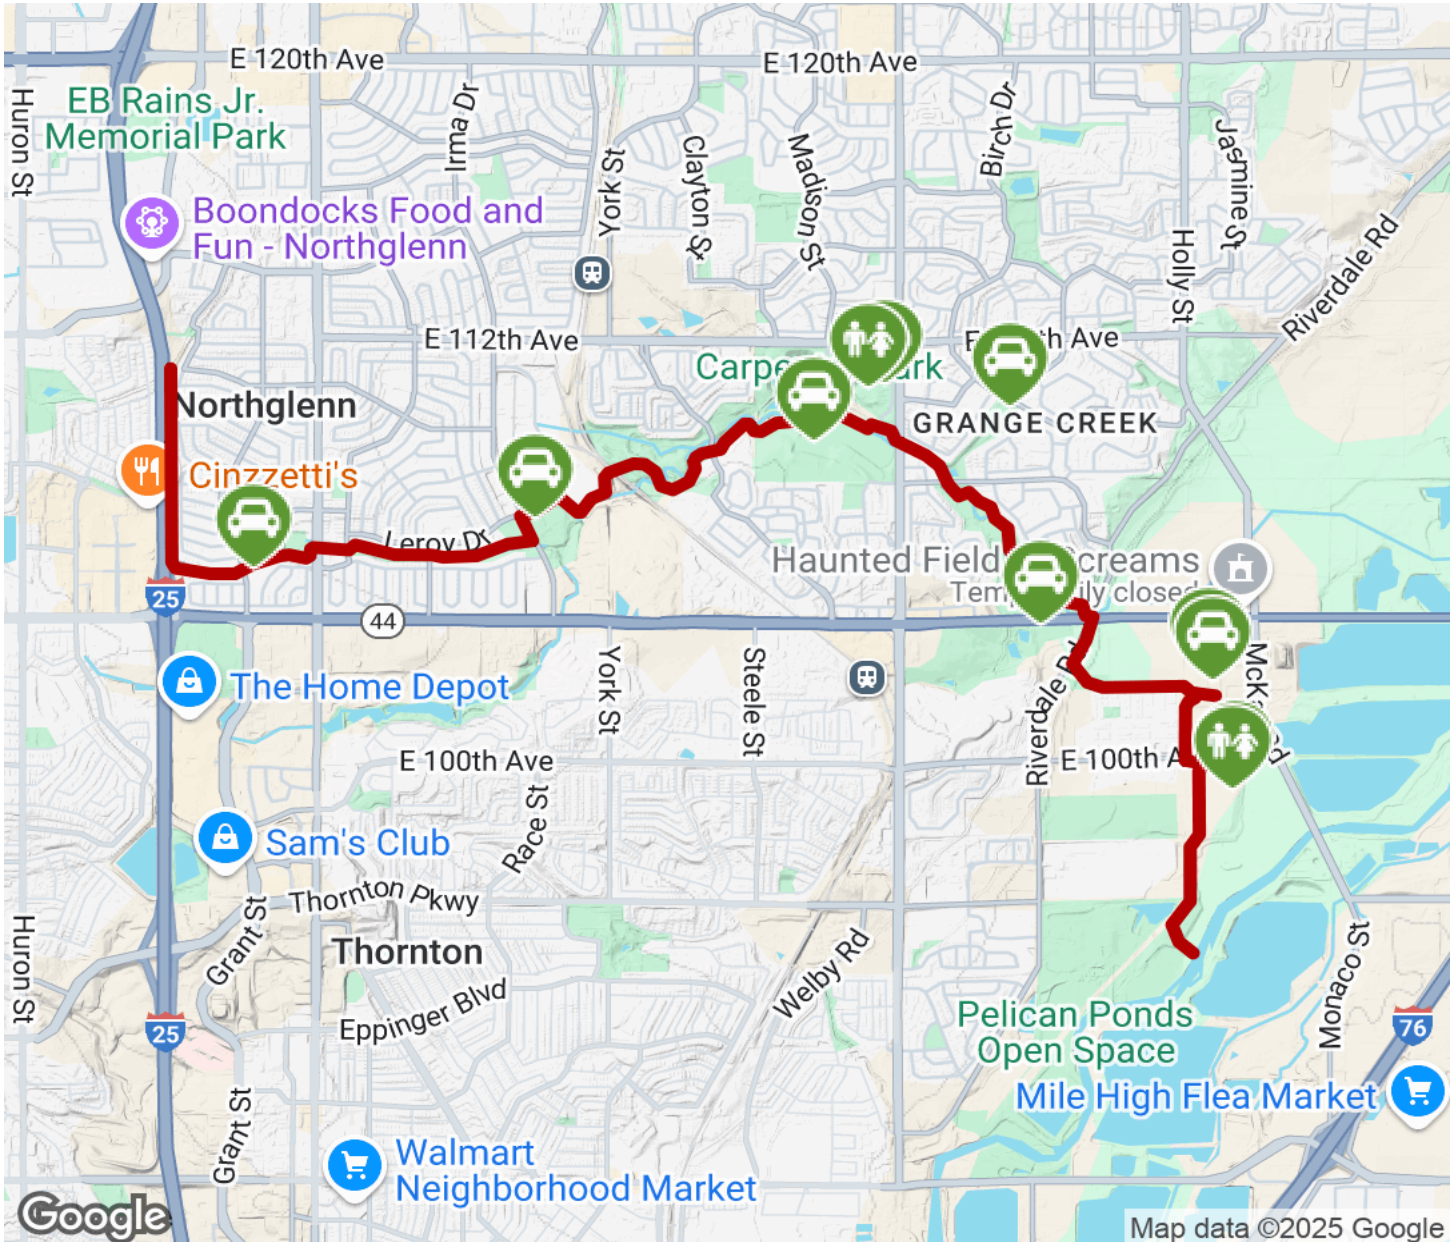 E 120th Ave
E 120th Ave
Huron St
EB Rains Jr.
Memorial Park
Irma Dr
York St
Clayton St
Madison St
Birch Dr
Jasmine St
Holly St
Riverdale Rd
Boondocks Food and
Fun - Northglenn
E 112th Ave
Northglenn
GRANGE CREEK
Cinzzetti's
Leroy Dr
Haunted Field
Screams
25
44
The Home Depot
York St
Steele St
Riverdale Rd
E 100th Ave
E 100th A
Race St
Sam's Club
Thornton Pkwy
Grant St
Huron St
Thornton
Welby Rd
Monaco St
Eppinger Blvd
25
Pelican Ponds
Open Space
76
Mile High Flea Market
Grant St
Walmart
Neighborhood Market
Google
Map data ©2025 Google